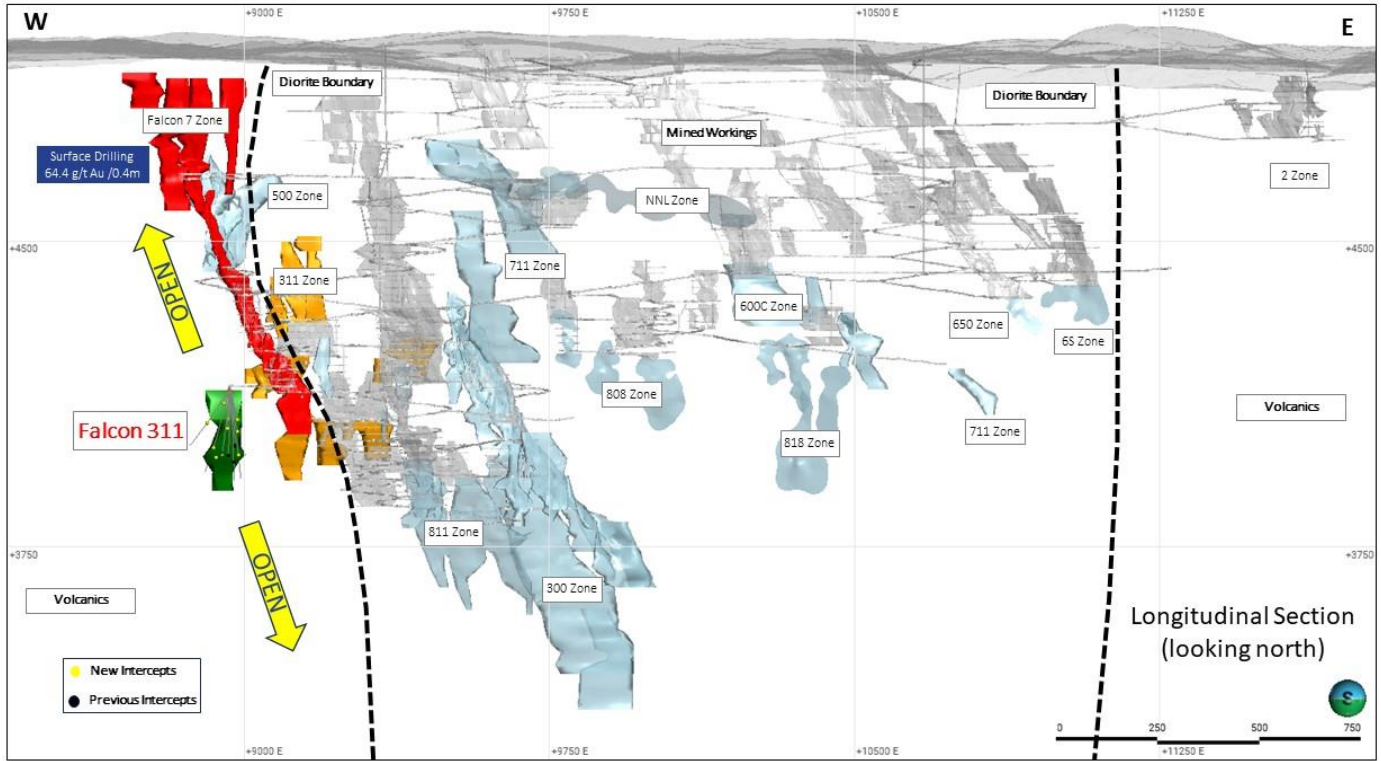 W
+9000 E
+9750 E
+10500 E
+11250 E
E
Diorite Boundary
Diorite Boundary
Falcon 7 Zone
Mined Workings
Surface Drilling
64.4 g/t Au /0.4m
2 Zone
500 Zone
NNL Zone
+4500
+4500
OPEN
311 Zone
711 Zone
600C Zone
650 Zone
6S Zone
808 Zone
Falcon 311
818 Zone
711 Zone
Volcanics
811 Zone
+3750
+3750
OPEN
300 Zone
Volcanics
Longitudinal Section
(looking north)
New Intercepts
Previous Intercepts
S
0
250
500
750
+9000 E
+9750 E
+10500 E
+11250 E